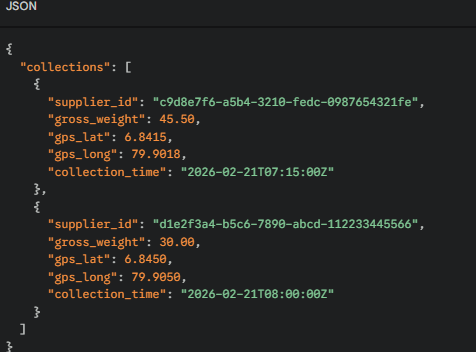 JSON
{
  "collections": [
    {
      "supplier_id": "c9d8e7f6-a5b4-3210-fedc-0987654321fe",
      "gross_weight": 45.50,
      "gps_lat": 6.8415,
      "gps_long": 79.9018,
      "collection_time": "2026-02-21T07:15:00Z"
    },
    {
      "supplier_id": "d1e2f3a4-b5c6-7890-abcd-112233445566",
      "gross_weight": 30.00,
      "gps_lat": 6.8450,
      "gps_long": 79.9050,
      "collection_time": "2026-02-21T08:00:00Z"
    }
  ]
}